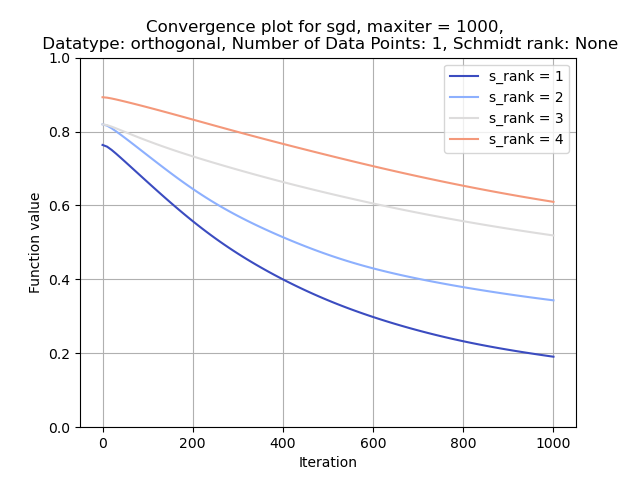 Convergence plot for sgd, maxiter = 1000,
Datatype: orthogonal, Number of Data Points: 1, Schmidt rank: None
s_rank = 1
s_rank = 2
s_rank = 3
s_rank = 4
Function value
1.0
0.8
0.6
0.4
0.2
0.0
0 200 400 600 800 1000
Iteration